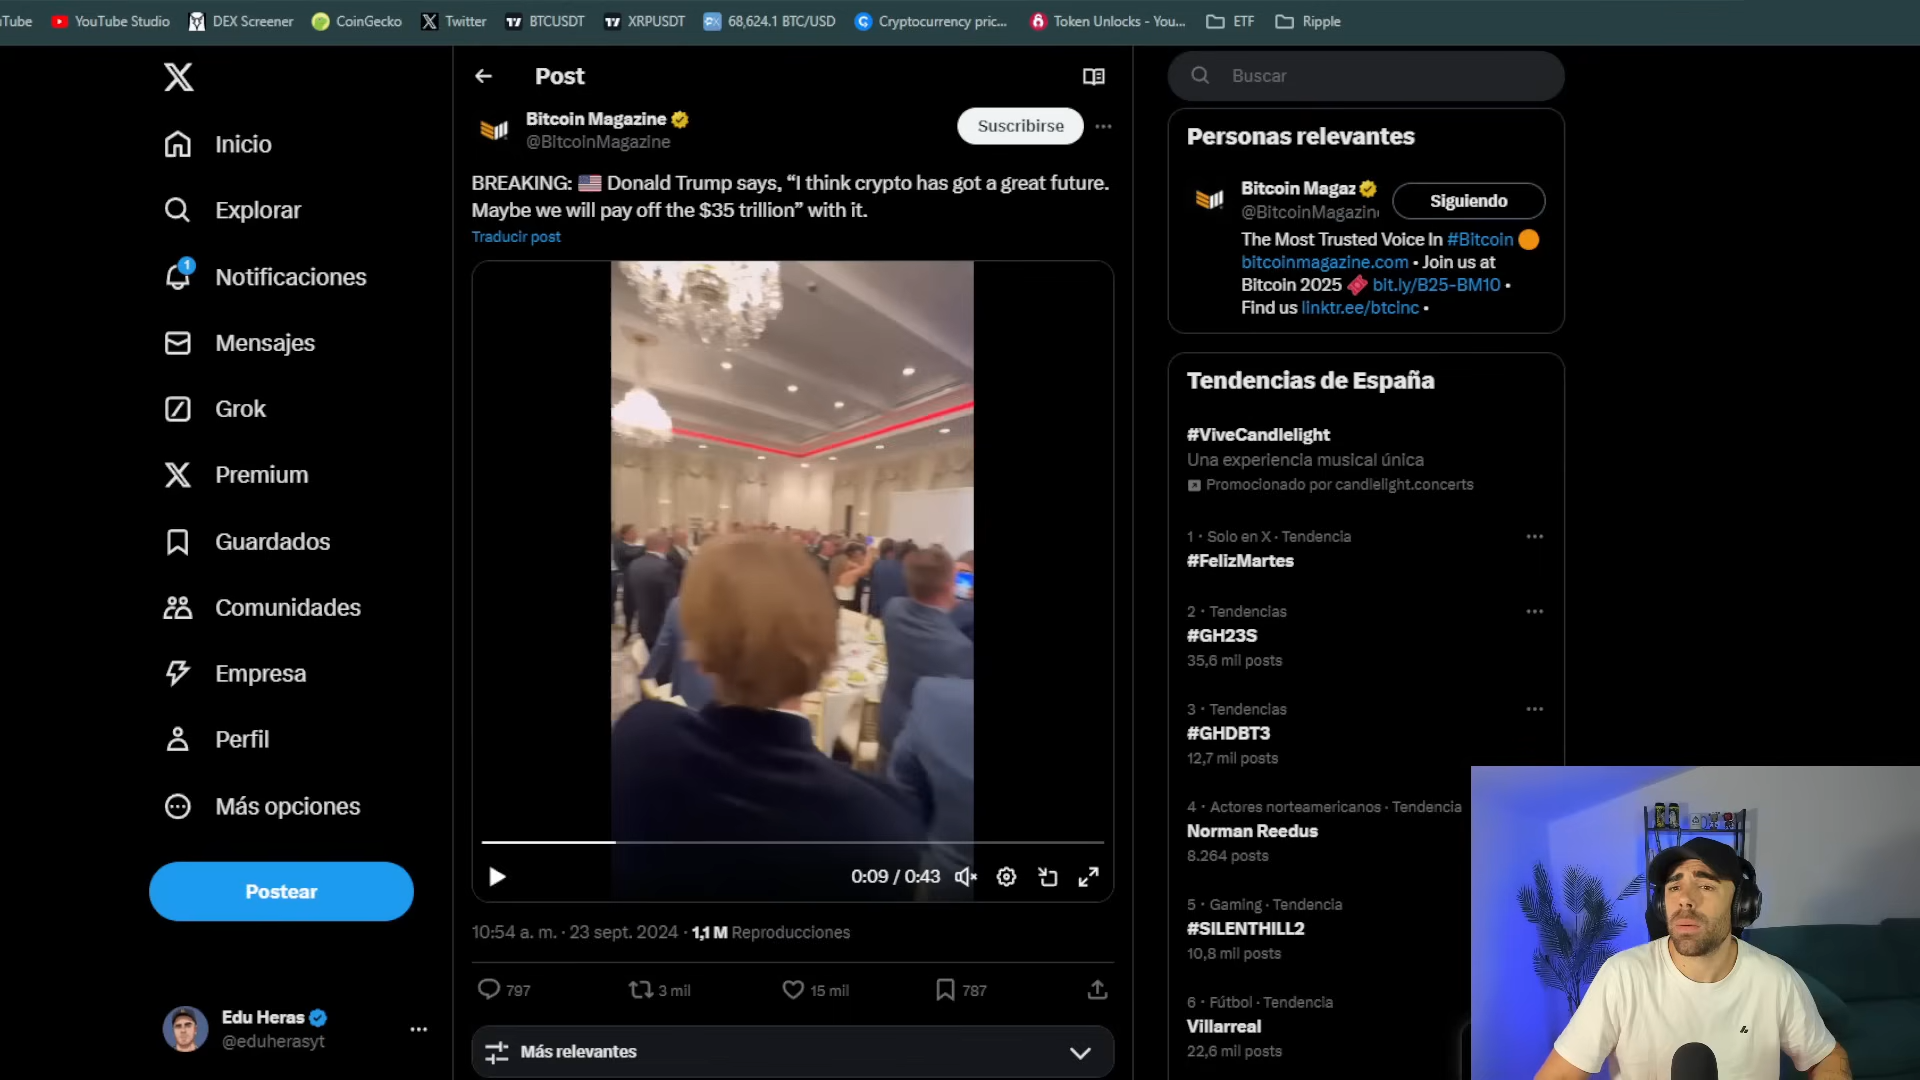 Tube
YouTube Studio
DEX Screener
CoinGecko
Twitter
BTCUSDT
XRPUSDT
68,624.1 BTC/USD
Cryptocurrency pric...
Token Unlocks - You...
ETF
Ripple
Inicio
Explorar
1
Notificaciones
Mensajes
Grok
Premium
Guardados
Comunidades
Empresa
Perfil
Más opciones
Postear
Edu Heras
@eduherasyt
Post
Bitcoin Magazine
@BitcoinMagazine
Suscribirse
BREAKING: 🇺🇸 Donald Trump says, “I think crypto has got a great future.
Maybe we will pay off the $35 trillion” with it.
Traducir post
0:09 / 0:43
10:54 a. m. · 23 sept. 2024 · 1,1 M Reproducciones
797
3 mil
15 mil
787
Más relevantes
Buscar
Personas relevantes
Bitcoin Magaz
@BitcoinMagazin
Siguiendo
The Most Trusted Voice In #Bitcoin 🟠
bitcoinmagazine.com • Join us at
Bitcoin 2025 🎟️ bit.ly/B25-BM10 •
Find us linktr.ee/btcinc •
Tendencias de España
#ViveCandlelight
Una experiencia musical única
Promocionado por candlelight.concerts
1 · Solo en X · Tendencia
#FelizMartes
2 · Tendencias
#GH23S
35,6 mil posts
3 · Tendencias
#GHDBT3
12,7 mil posts
4 · Actores norteamericanos · Tendencia
Norman Reedus
8.264 posts
5 · Gaming · Tendencia
#SILENTHILL2
10,8 mil posts
6 · Fútbol · Tendencia
Villarreal
22,6 mil posts